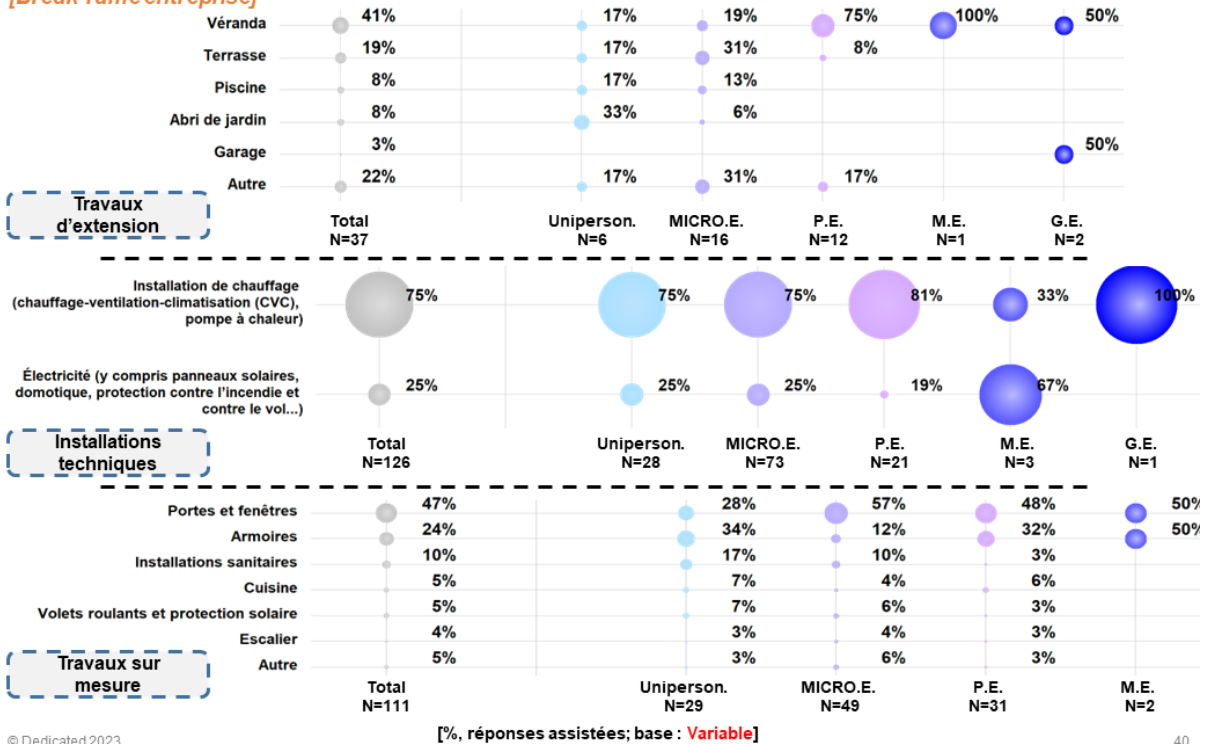 [Break Taille entreprise]
Véranda 41% 17% 19% 75% 100% 50%
Terrasse 19% 17% 31% 8%
Piscine 8% 17% 13%
Abri de jardin 8% 33% 6%
Garage 3% 50%
Autre 22% 17% 31% 17%
Travaux
d'extension
Total Uniperson. MICRO.E. P.E. M.E. G.E.
N=37 N=6 N=16 N=12 N=1 N=2
Installation de chauffage
(chauffage-ventilation-climatisation (CVC),
pompe à chaleur)
75% 75% 75% 81% 33% 100%
Électricité (y compris panneaux solaires,
domotique, protection contre l'incendie et
contre le vol...)
25% 25% 25% 19% 67%
Installations
techniques
Total Uniperson. MICRO.E. P.E. M.E. G.E.
N=126 N=28 N=73 N=21 N=3 N=1
Portes et fenêtres 47% 28% 57% 48% 50%
Armoires 24% 34% 12% 32% 50%
Installations sanitaires 10% 17% 10% 3%
Cuisine 5% 7% 4% 6%
Volets roulants et protection solaire 5% 7% 6% 3%
Escalier 4% 3% 4% 3%
Autre 5% 3% 6% 3%
Travaux sur
mesure
Total Uniperson. MICRO.E. P.E. M.E.
N=111 N=29 N=49 N=31 N=2
[%, réponses assistées; base : Variable]
© Dedicated 2023
40